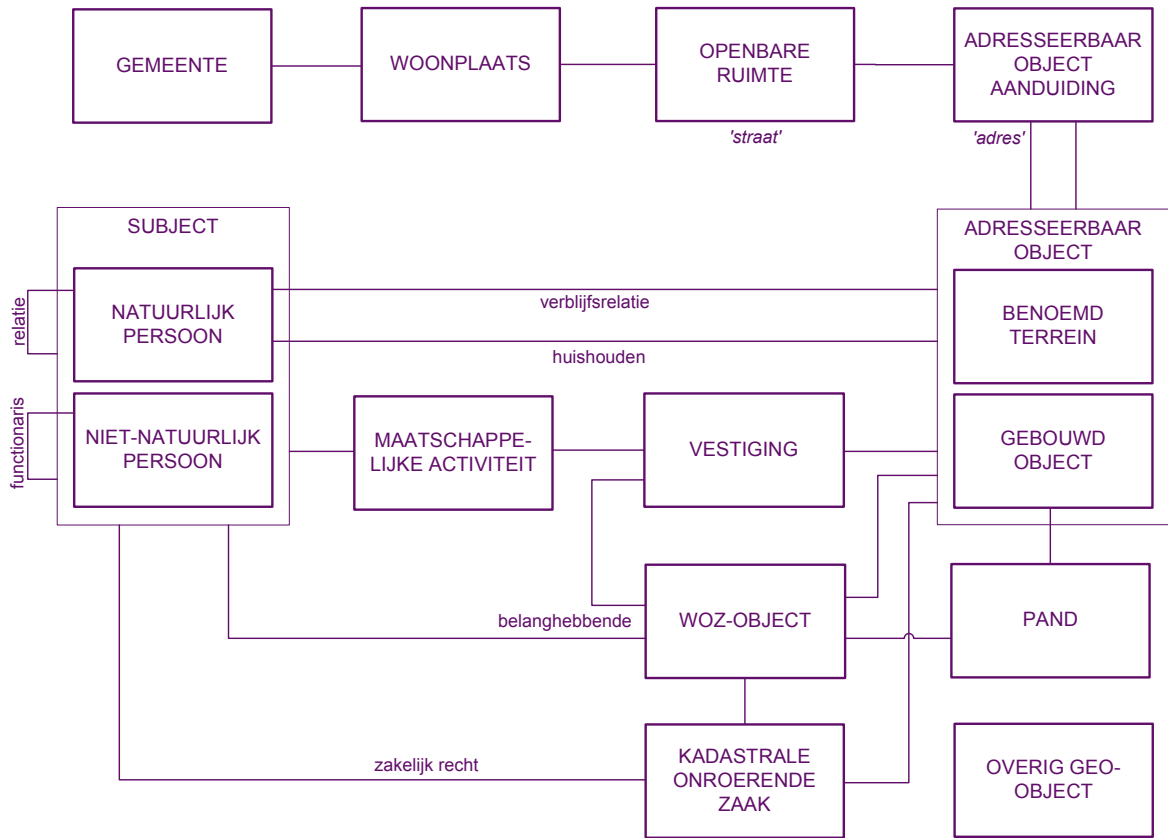 GEMEENTE
WOONPLAATS
OPENBARE
RUIMTE
ADRESSEERBAAR
OBJECT
AANDUIDING
'straat'
'adres'
SUBJECT
ADRESSEERBAAR
OBJECT
relatie
NATUURLIJK
PERSOON
verblijfsrelatie
huishouden
BENOEMD
TERREIN
functionaris
NIET-NATUURLIJK
PERSOON
MAATSCHAPPE-
LIJKE ACTIVITEIT
VESTIGING
GEBOUWD
OBJECT
belanghebbende
WOZ-OBJECT
PAND
zakelijk recht
KADASTRALE
ONROERENDE
ZAAK
OVERIG GEO-
OBJECT